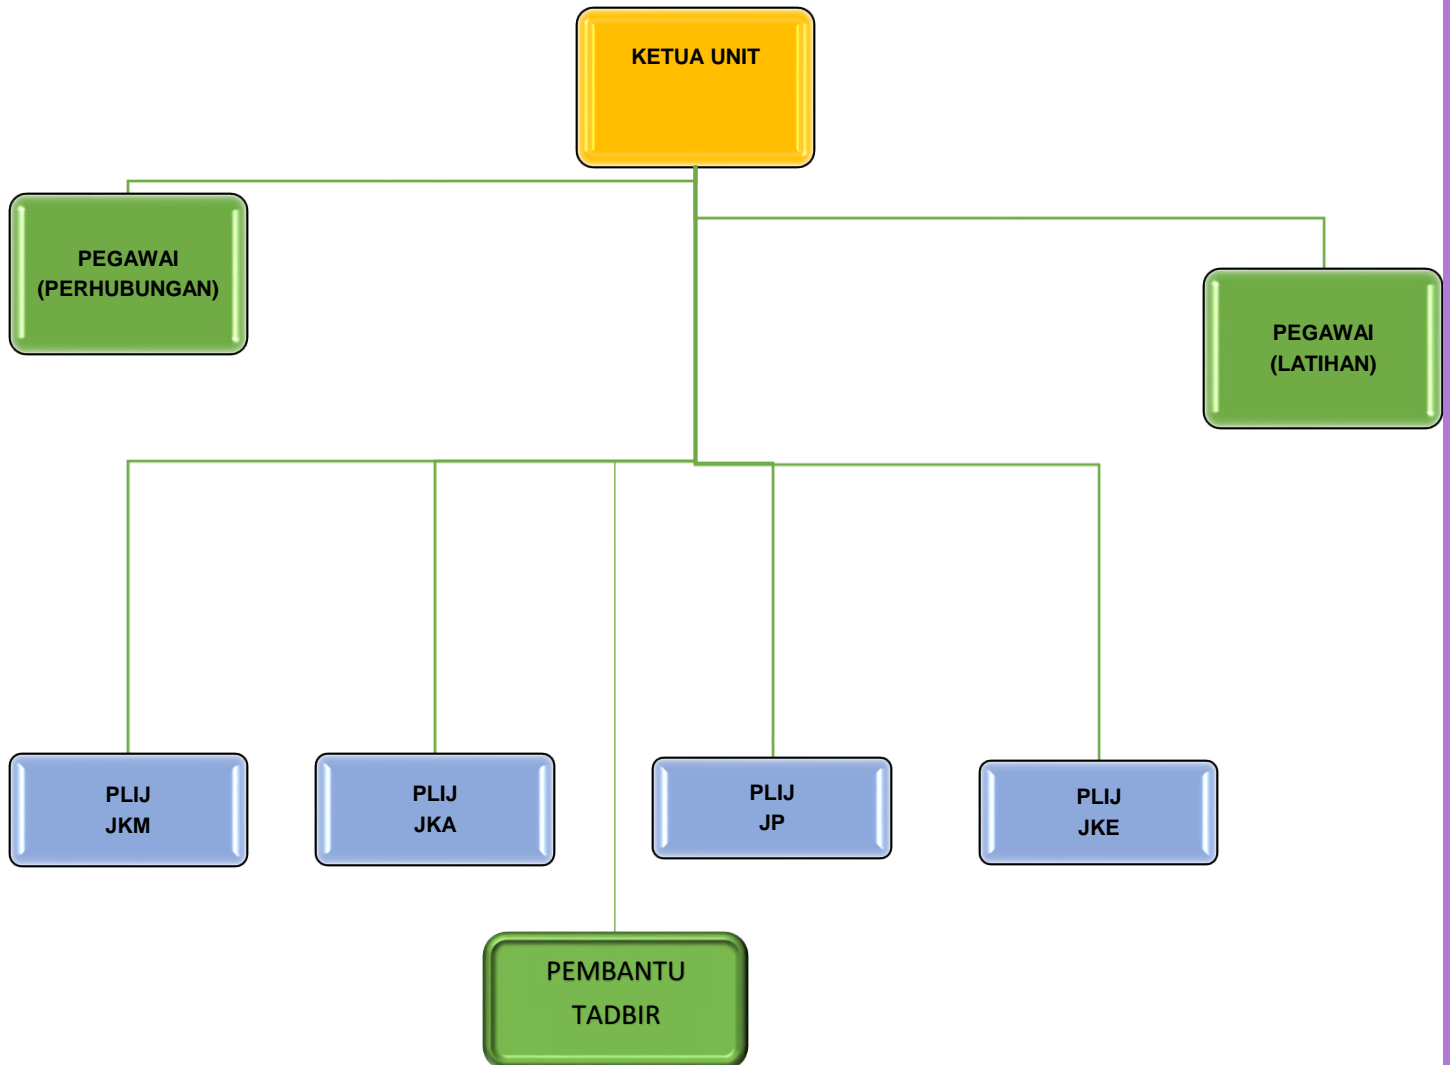 KETUA UNIT
PEGAWAI
(PERHUBUNGAN)
PEGAWAI
(LATIHAN)
PLIJ
JKM
PLIJ
JKA
PLIJ
JP
PLIJ
JKE
PEMBANTU
TADBIR